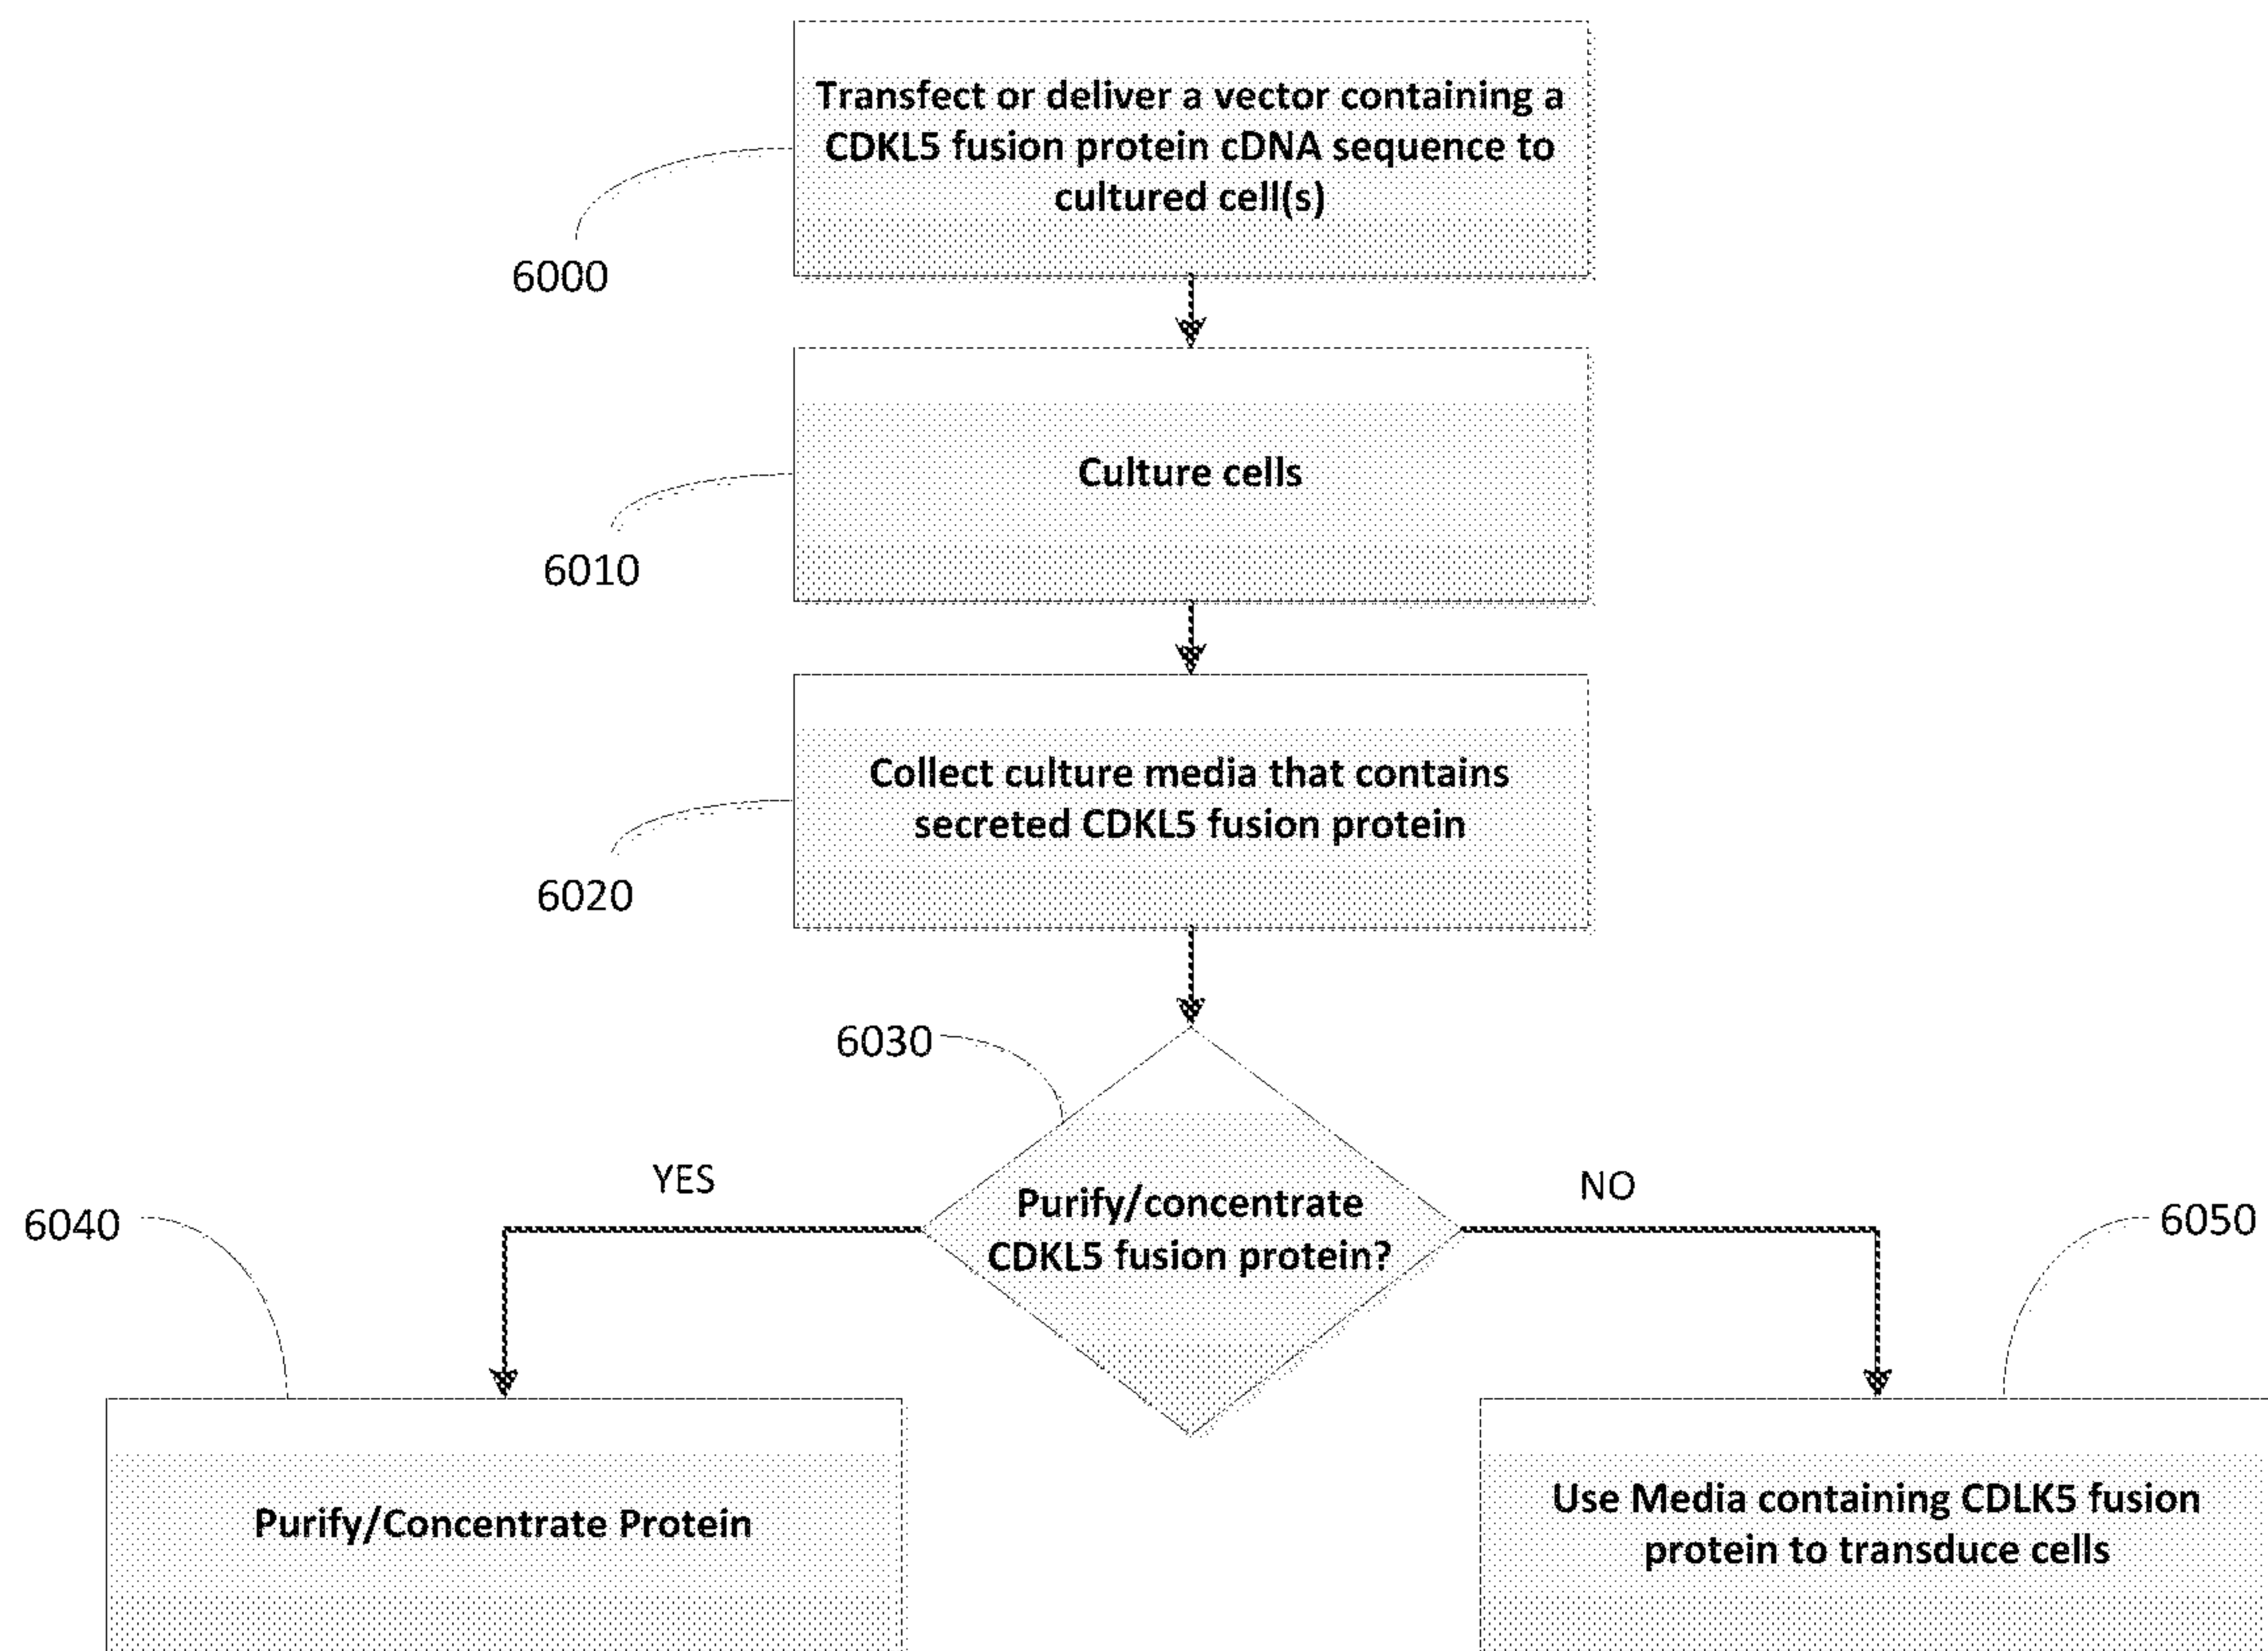 Transfect or deliver a vector containing a
CDKL5 fusion protein cDNA sequence to
cultured cell(s)
6000
Culture cells
6010
Collect culture media that contains
secreted CDKL5 fusion protein
6020
6030
YES
NO
Purify/concentrate
CDKL5 fusion protein?
6040
6050
Purify/Concentrate Protein
Use Media containing CDLK5 fusion
protein to transduce cells